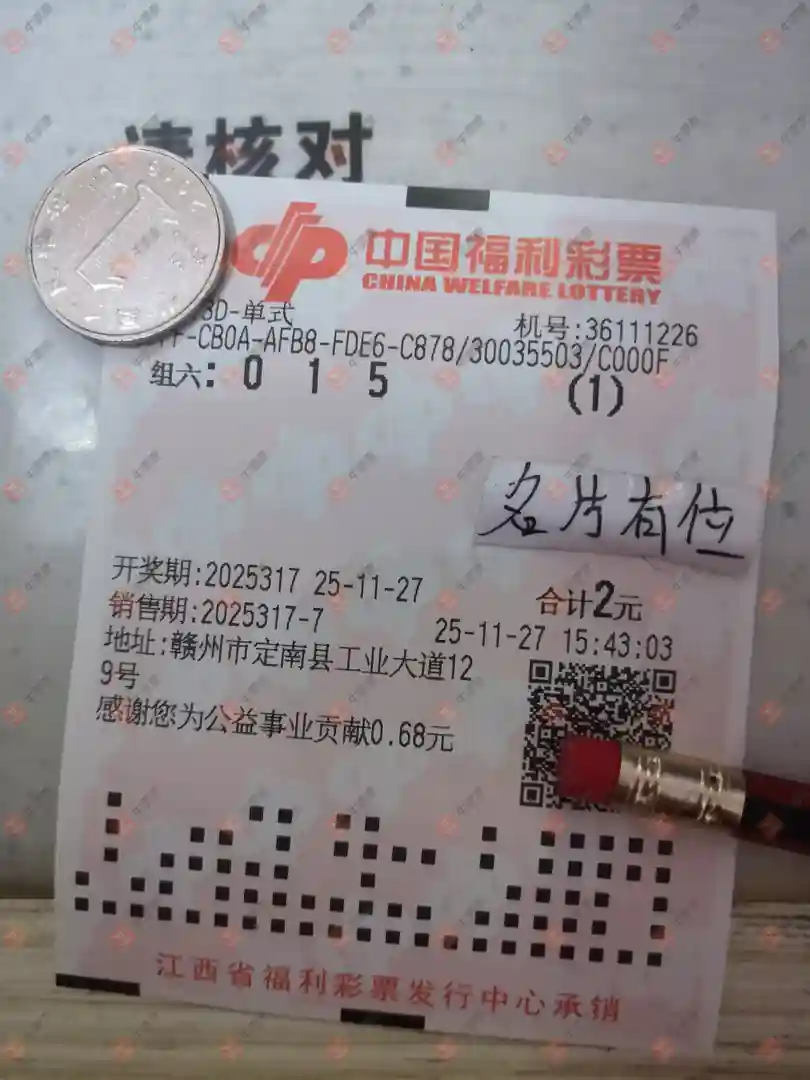 请核对
中国福利彩票
CHINA WELFARE LOTTERY
3D-单式
机号:36111226
F-CB0A-AFB8-FDE6-C878/30035503/C000F
组六: 0 1 5 (1)
名片有位
开奖期:2025317 25-11-27
合计2元
销售期:2025317-7
25-11-27 15:43:03
地址:赣州市定南县工业大道12
9号
感谢您为公益事业贡献0.68元
江西省福利彩票发行中心承销